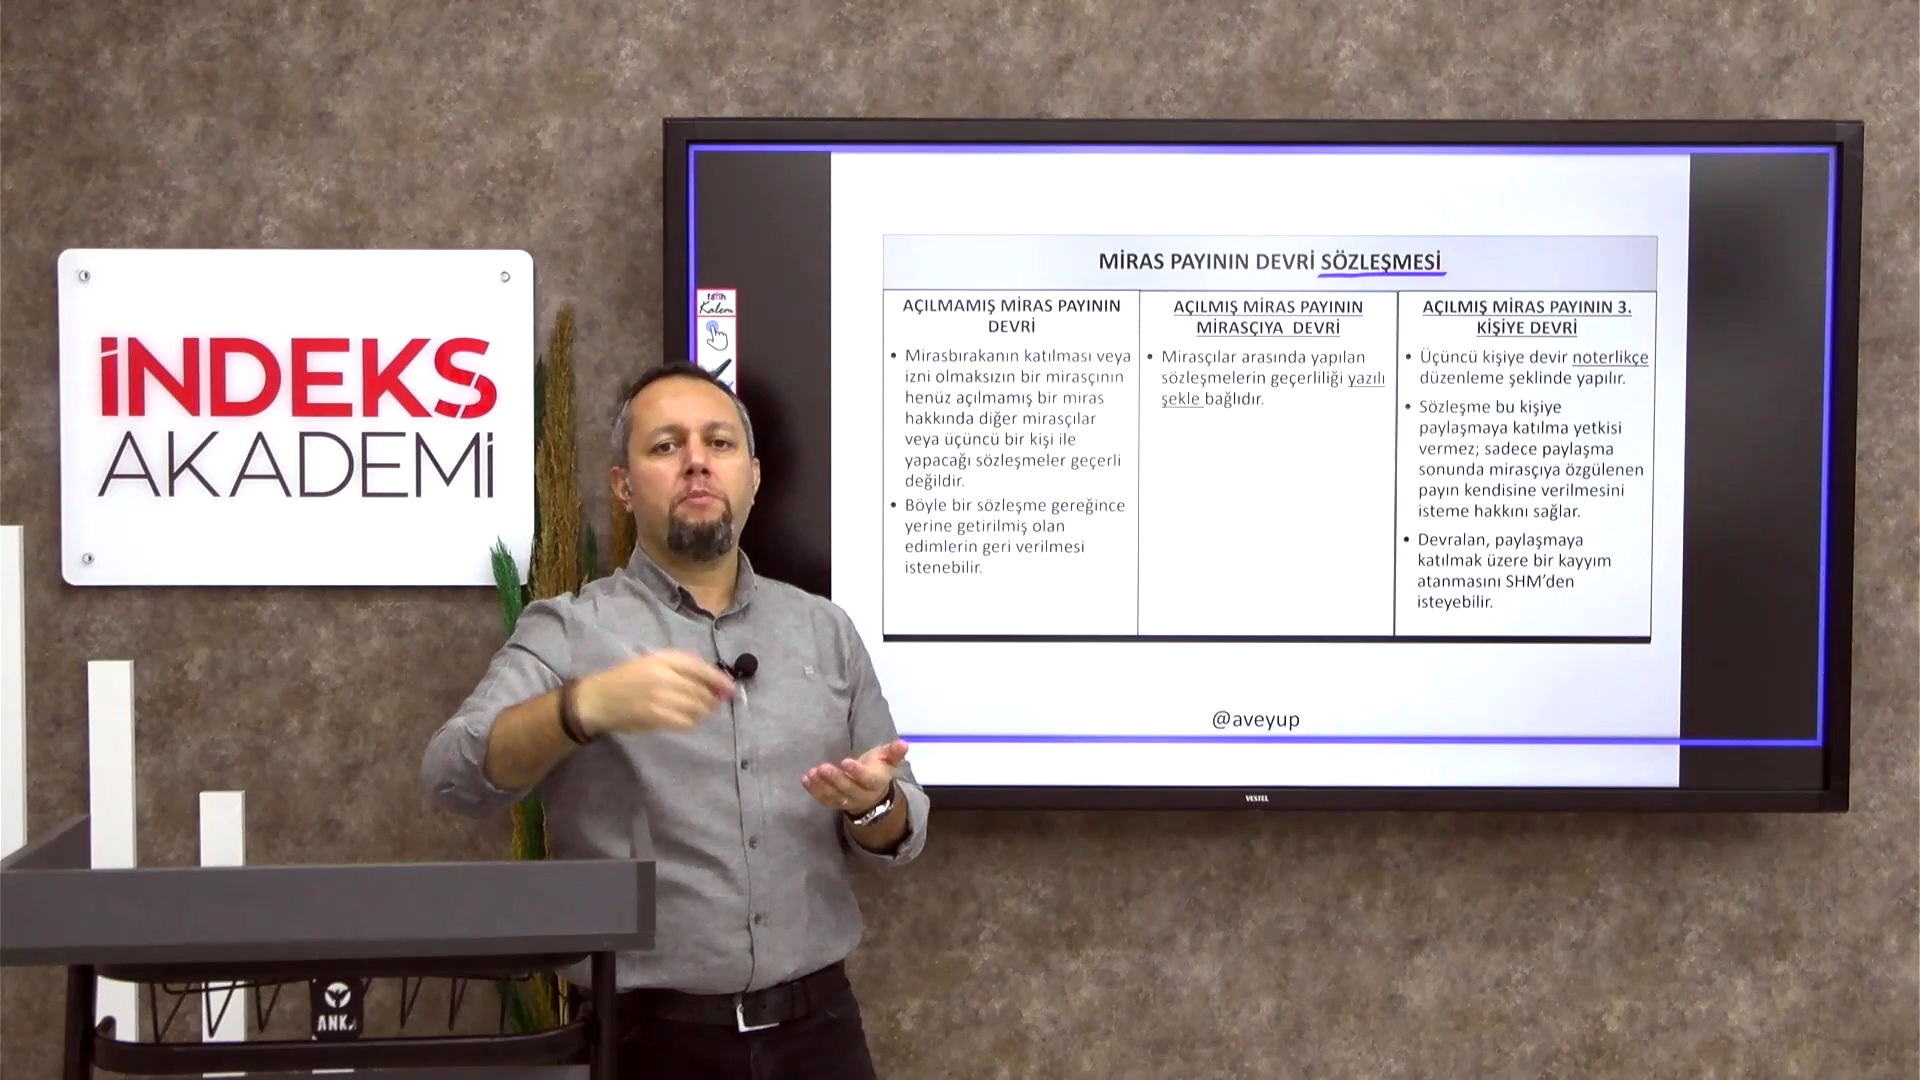 İNDEKS
AKADEMİ
fatih
Kalem
MİRAS PAYININ DEVRİ SÖZLEŞMESİ
AÇILMAMIŞ MİRAS PAYININ
DEVRİ
• Mirasbırakanın katılması veya
izni olmaksızın bir mirasçının
henüz açılmamış bir miras
hakkında diğer mirasçılar
veya üçüncü bir kişi ile
yapacağı sözleşmeler geçerli
değildir.
• Böyle bir sözleşme gereğince
yerine getirilmiş olan
edimlerin geri verilmesi
istenebilir.
AÇILMIŞ MİRAS PAYININ
MİRASÇIYA DEVRİ
• Mirasçılar arasında yapılan
sözleşmelerin geçerliliği yazılı
şekle bağlıdır.
AÇILMIŞ MİRAS PAYININ 3.
KİŞİYE DEVRİ
• Üçüncü kişiye devir noterlikçe
düzenleme şeklinde yapılır.
• Sözleşme bu kişiye
paylaşmaya katılma yetkisi
vermez; sadece paylaşma
sonunda mirasçıya özgülenen
payın kendisine verilmesini
isteme hakkını sağlar.
• Devralan, paylaşmaya
katılmak üzere bir kayyım
atanmasını SHM’den
isteyebilir.
@aveyup
VESTEL
ANKA